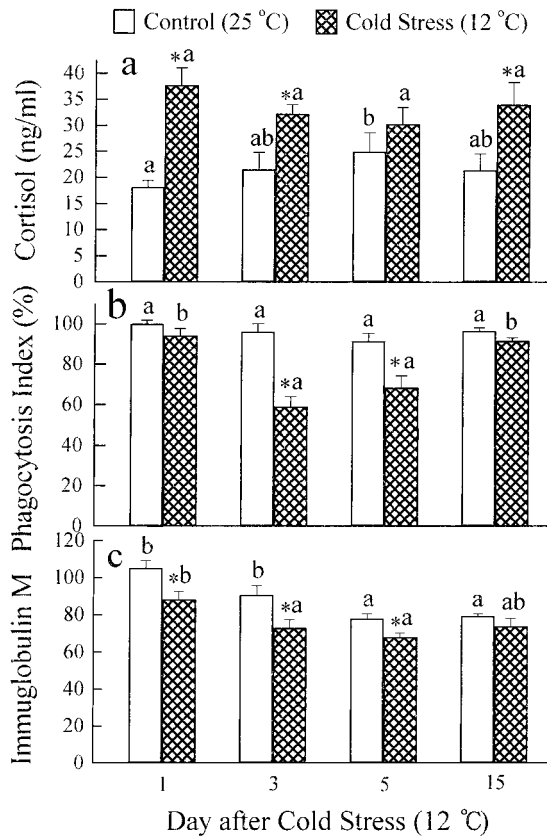 Control (25 °C) Cold Stress (12 °C)
a
Cortisol (ng/ml)
40
35
30
25
20
15
10
5
0
a *a ab *a b a ab *a
b
Phagocytosis Index (%)
100
80
60
40
20
0
a b a *a a *a a b
c
Immuglobulin M
120
100
80
60
40
20
0
b *b b *a a *a a ab
1 3 5 15
Day after Cold Stress (12 °C)